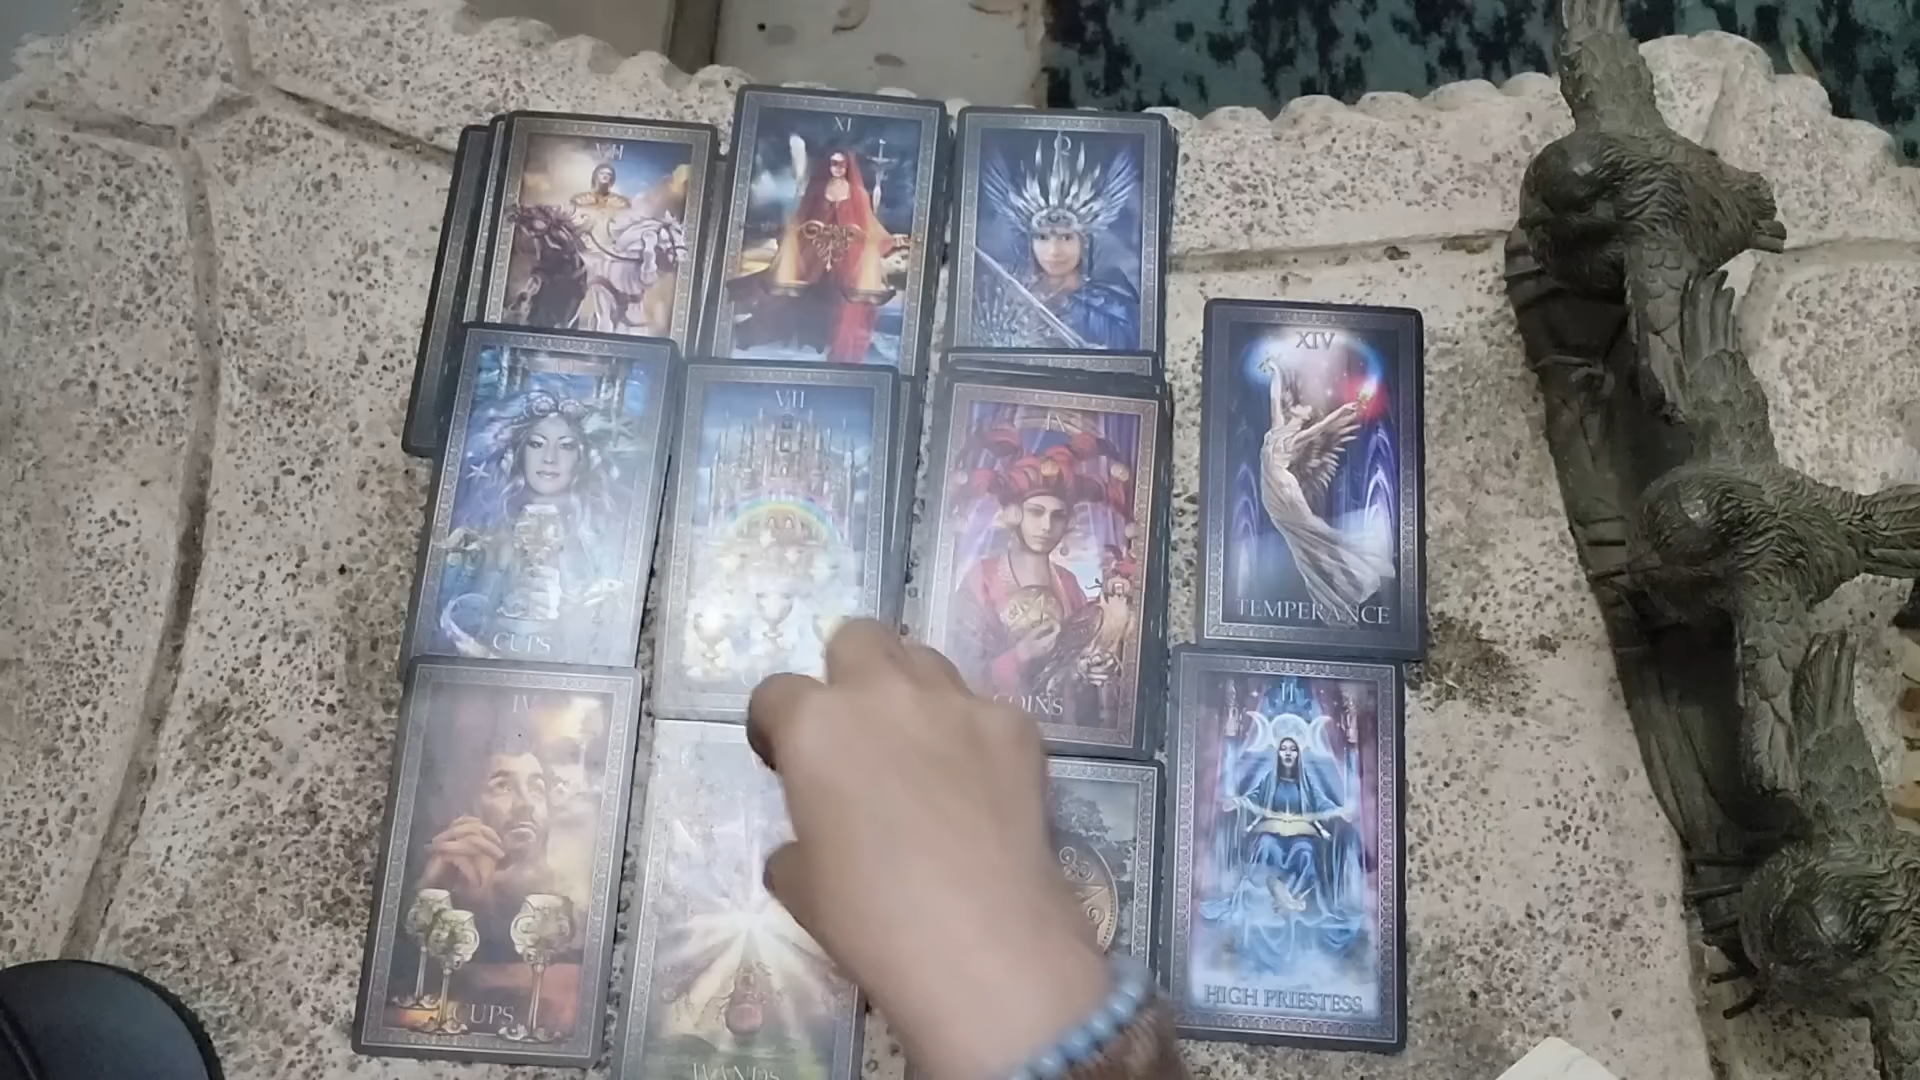 VII
XI
Q
XIV
TEMPERANCE
CUPS
VII
COINS
IV
CUPS
II
HIGH PRIESTESS
WANDS